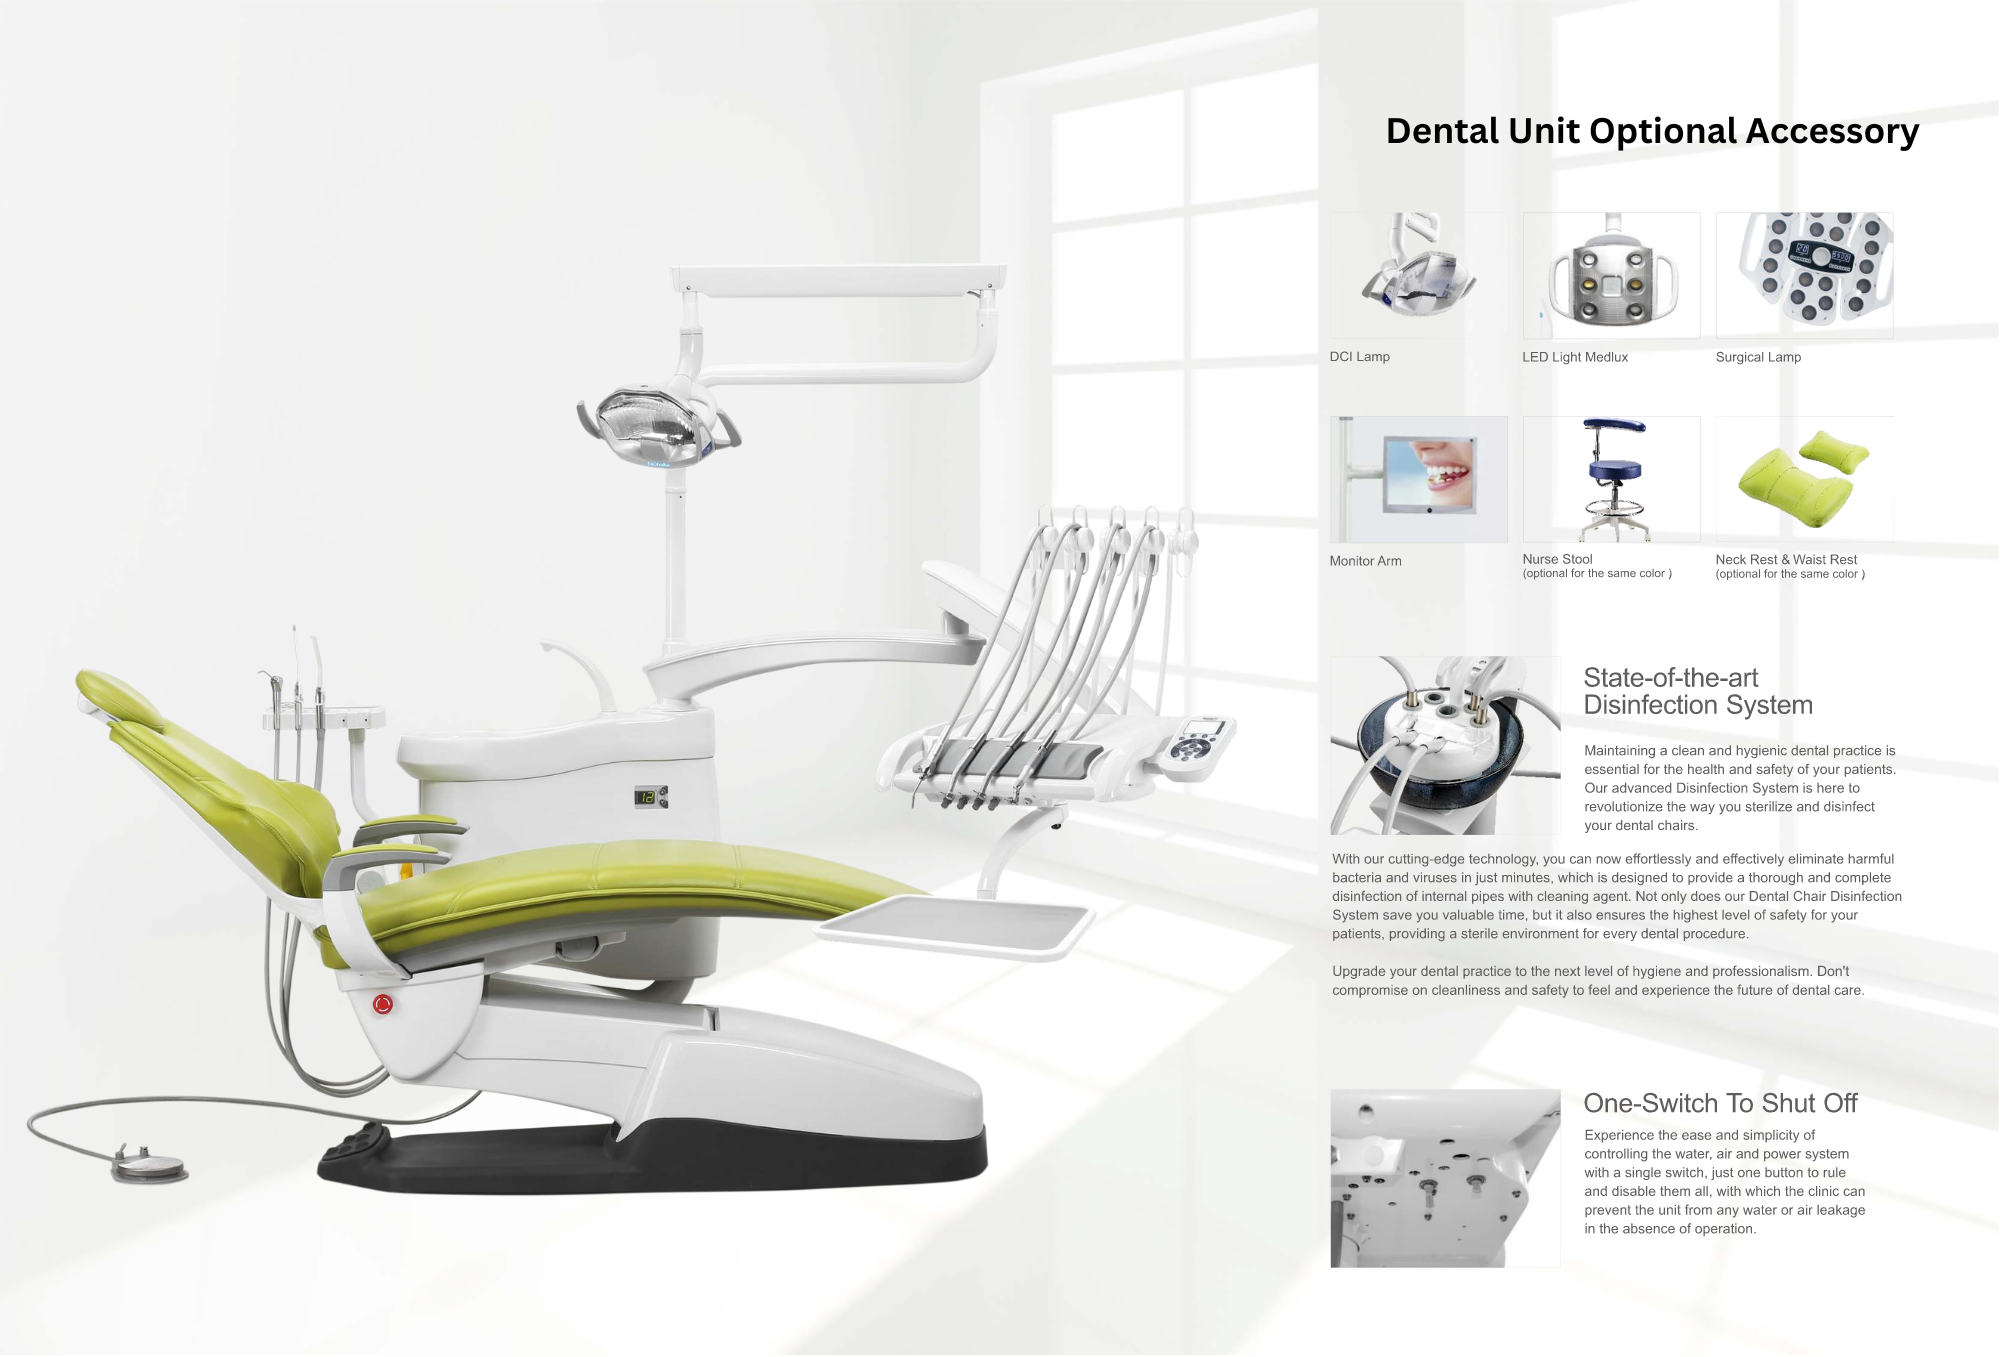 Dental Unit Optional Accessory
DCI Lamp
LED Light Medlux
Surgical Lamp
Monitor Arm
Nurse Stool
(optional for the same color )
Neck Rest & Waist Rest
(optional for the same color )
12
State-of-the-art
Disinfection System
Maintaining a clean and hygienic dental practice is
essential for the health and safety of your patients.
Our advanced Disinfection System is here to
revolutionize the way you sterilize and disinfect
your dental chairs.
With our cutting-edge technology, you can now effortlessly and effectively eliminate harmful
bacteria and viruses in just minutes, which is designed to provide a thorough and complete
disinfection of internal pipes with cleaning agent. Not only does our Dental Chair Disinfection
System save you valuable time, but it also ensures the highest level of safety for your
patients, providing a sterile environment for every dental procedure.
Upgrade your dental practice to the next level of hygiene and professionalism. Don't
compromise on cleanliness and safety to feel and experience the future of dental care.
One-Switch To Shut Off
Experience the ease and simplicity of
controlling the water, air and power system
with a single switch, just one button to rule
and disable them all, with which the clinic can
prevent the unit from any water or air leakage
in the absence of operation.